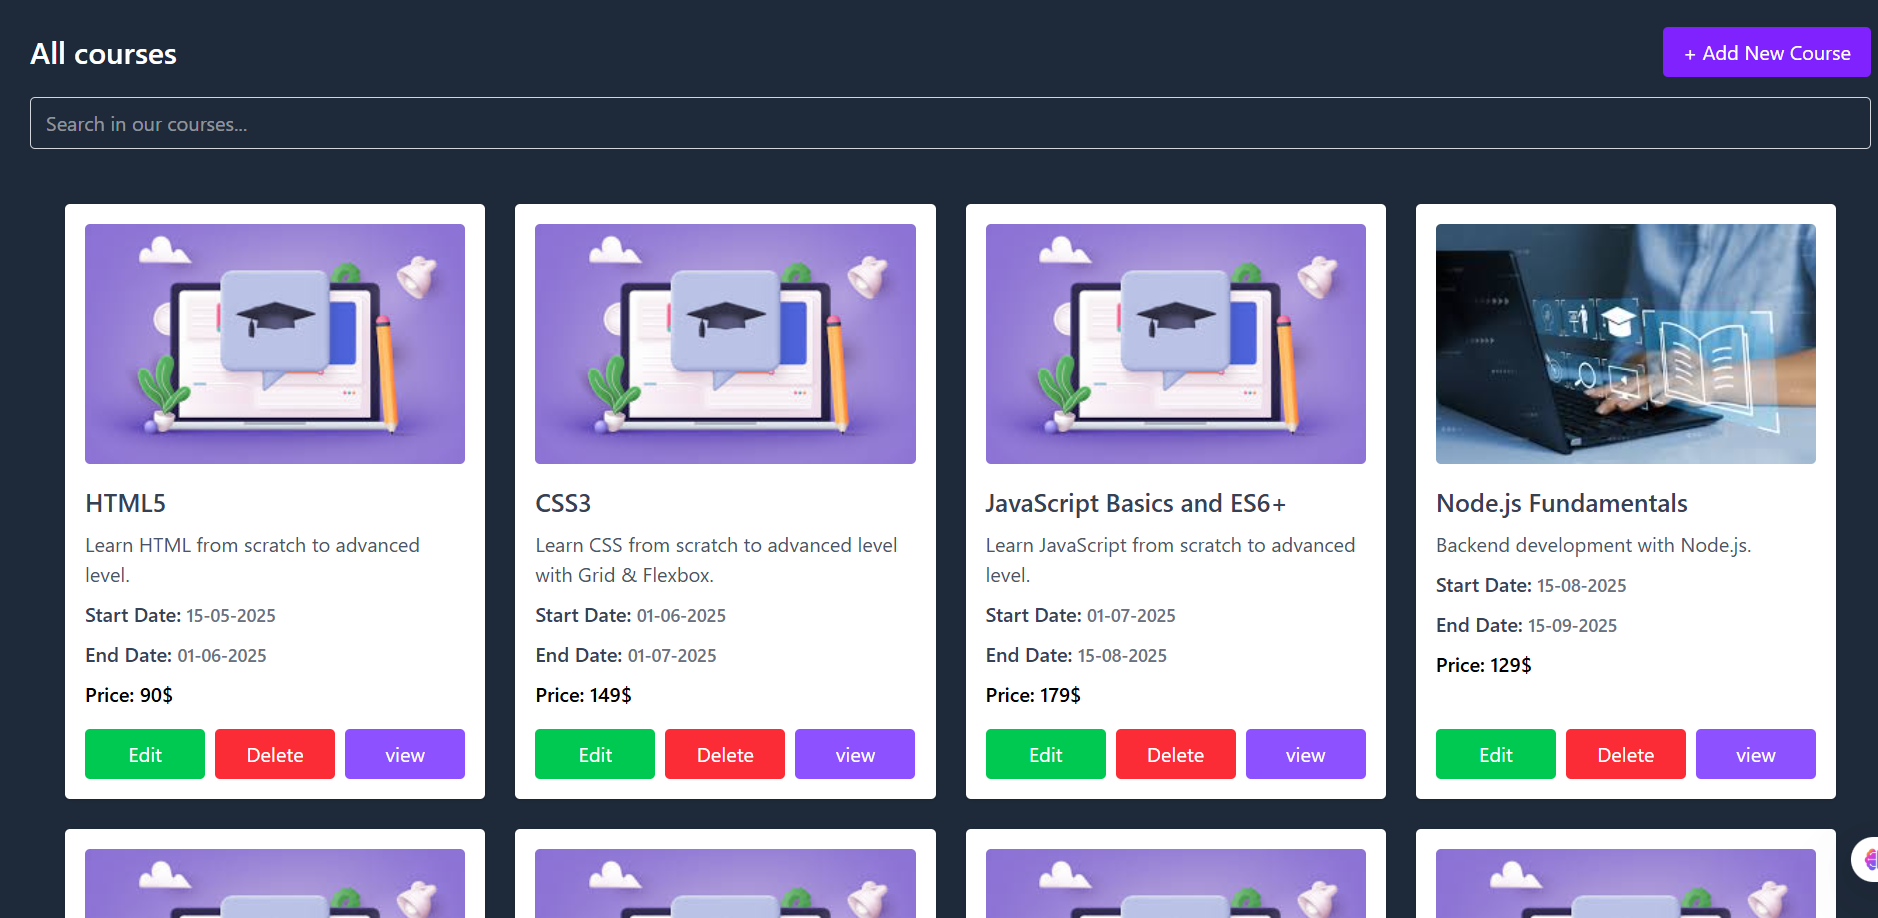 All courses
+ Add New Course
Search in our courses...
HTML5
Learn HTML from scratch to advanced
level.
Start Date: 15-05-2025
End Date: 01-06-2025
Price: 90$
Edit
Delete
view
CSS3
Learn CSS from scratch to advanced level
with Grid & Flexbox.
Start Date: 01-06-2025
End Date: 01-07-2025
Price: 149$
Edit
Delete
view
JavaScript Basics and ES6+
Learn JavaScript from scratch to advanced
level.
Start Date: 01-07-2025
End Date: 15-08-2025
Price: 179$
Edit
Delete
view
Node.js Fundamentals
Backend development with Node.js.
Start Date: 15-08-2025
End Date: 15-09-2025
Price: 129$
Edit
Delete
view